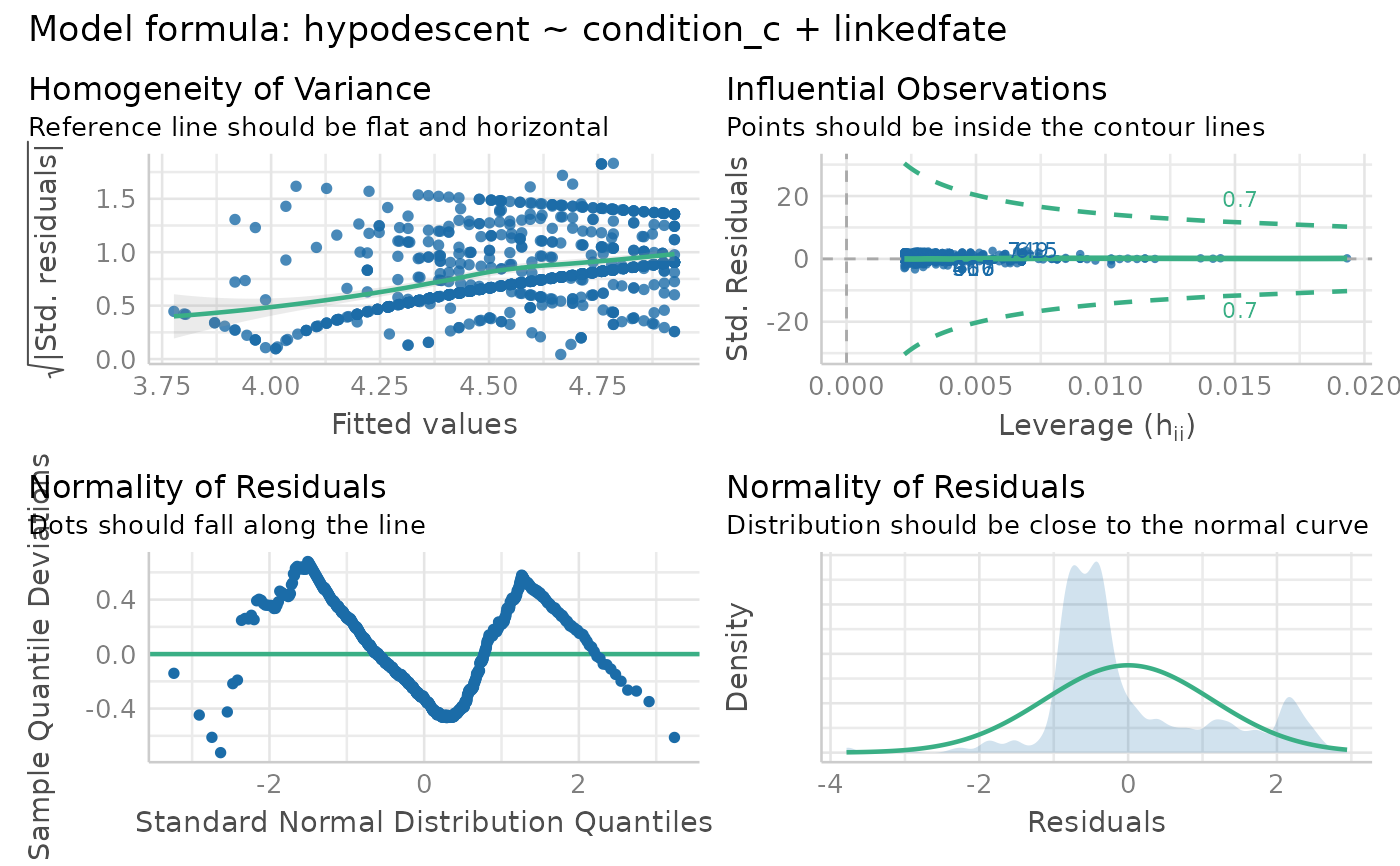 Model formula: hypodescent ~ condition_c + linkedfate
Homogeneity of Variance
Reference line should be flat and horizontal
√|Std. residuals|
1.5
1.0
0.5
0.0
3.75 4.00 4.25 4.50 4.75
Fitted values
Influential Observations
Points should be inside the contour lines
Std. Residuals
20
0
-20
0.7
0.7
0.000 0.005 0.010 0.015 0.020
Leverage (hii)
Normality of Residuals
Dots should fall along the line
Sample Quantile Deviations
0.4
0.0
-0.4
-2 0 2
Standard Normal Distribution Quantiles
Normality of Residuals
Distribution should be close to the normal curve
Density
-4 -2 0 2
Residuals